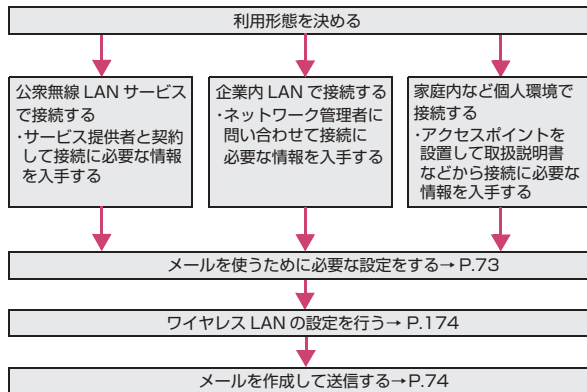 利用形態を決める
公衆無線 LAN サービス
で接続する
・サービス提供者と契約
して接続に必要な情報
を入手する
企業内 LAN で接続する
・ネットワーク管理者に
問い合わせて接続に
必要な情報を入手する
家庭内など個人環境で
接続する
・アクセスポイントを
設置して取扱説明書
などから接続に必要な
情報を入手する
メールを使うために必要な設定をする→ P.73
ワイヤレス LAN の設定を行う→ P.174
メールを作成して送信する→P.74